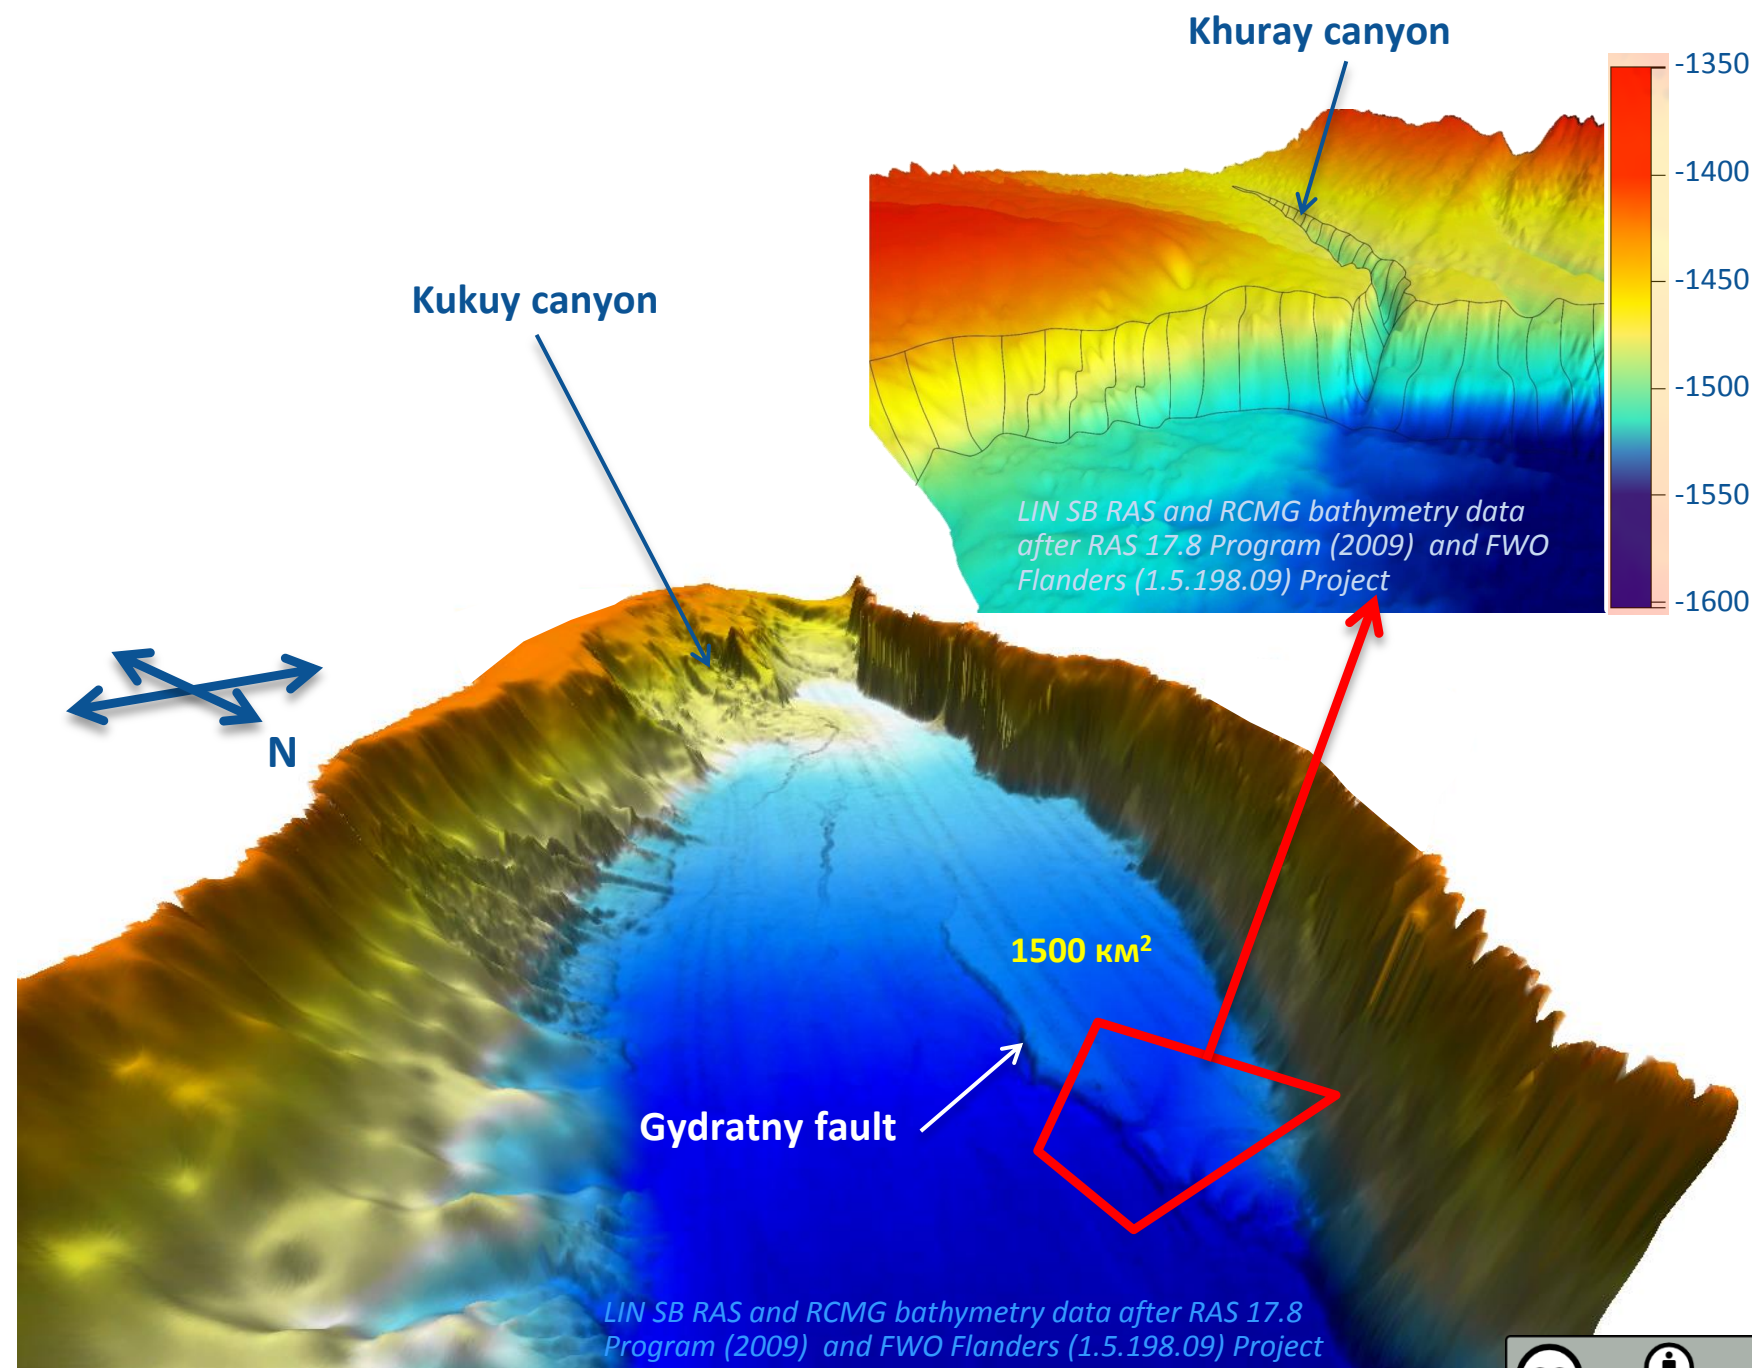 Khuray canyon
-1350
-1400
-1450
-1500
-1550
-1600
Kukuy canyon
LIN SB RAS and RCMG bathymetry data
after RAS 17.8 Program (2009) and FWO
Flanders (1.5.198.09) Project
N
1500 км²
Gydratny fault
LIN SB RAS and RCMG bathymetry data after RAS 17.8
Program (2009) and FWO Flanders (1.5.198.09) Project